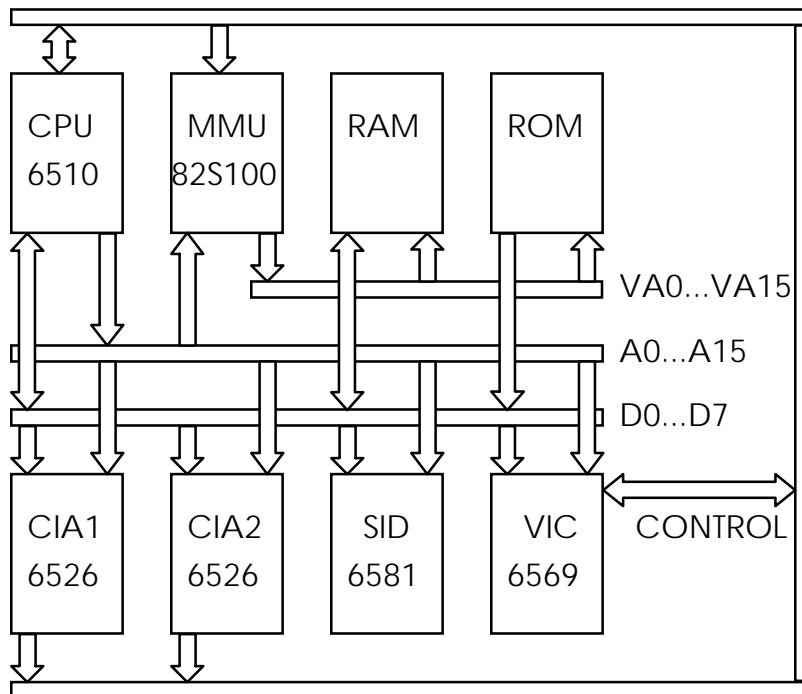 CPU
6510
MMU
82S100
RAM
ROM
VA0...VA15
A0...A15
D0...D7
CIA1
6526
CIA2
6526
SID
6581
VIC
6569
CONTROL